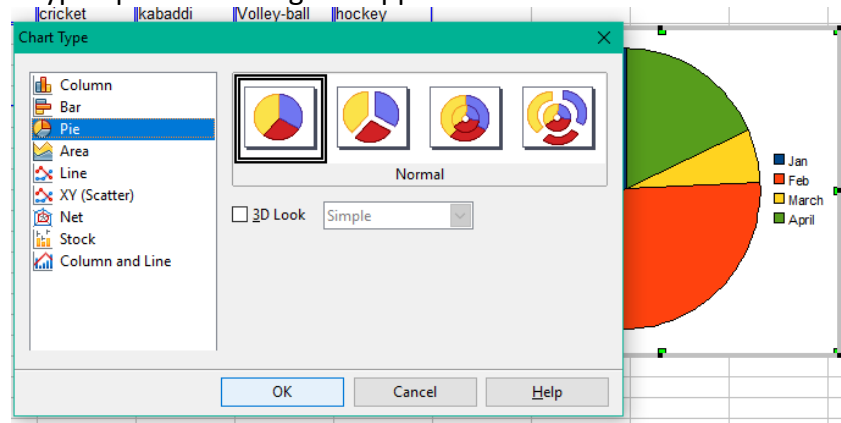 cricket kabaddi Volley-ball hockey
Chart Type
Column
Bar
Pie
Area
Line
XY (Scatter)
Net
Stock
Column and Line
Normal
3D Look Simple
OK Cancel Help
Jan
Feb
March
April